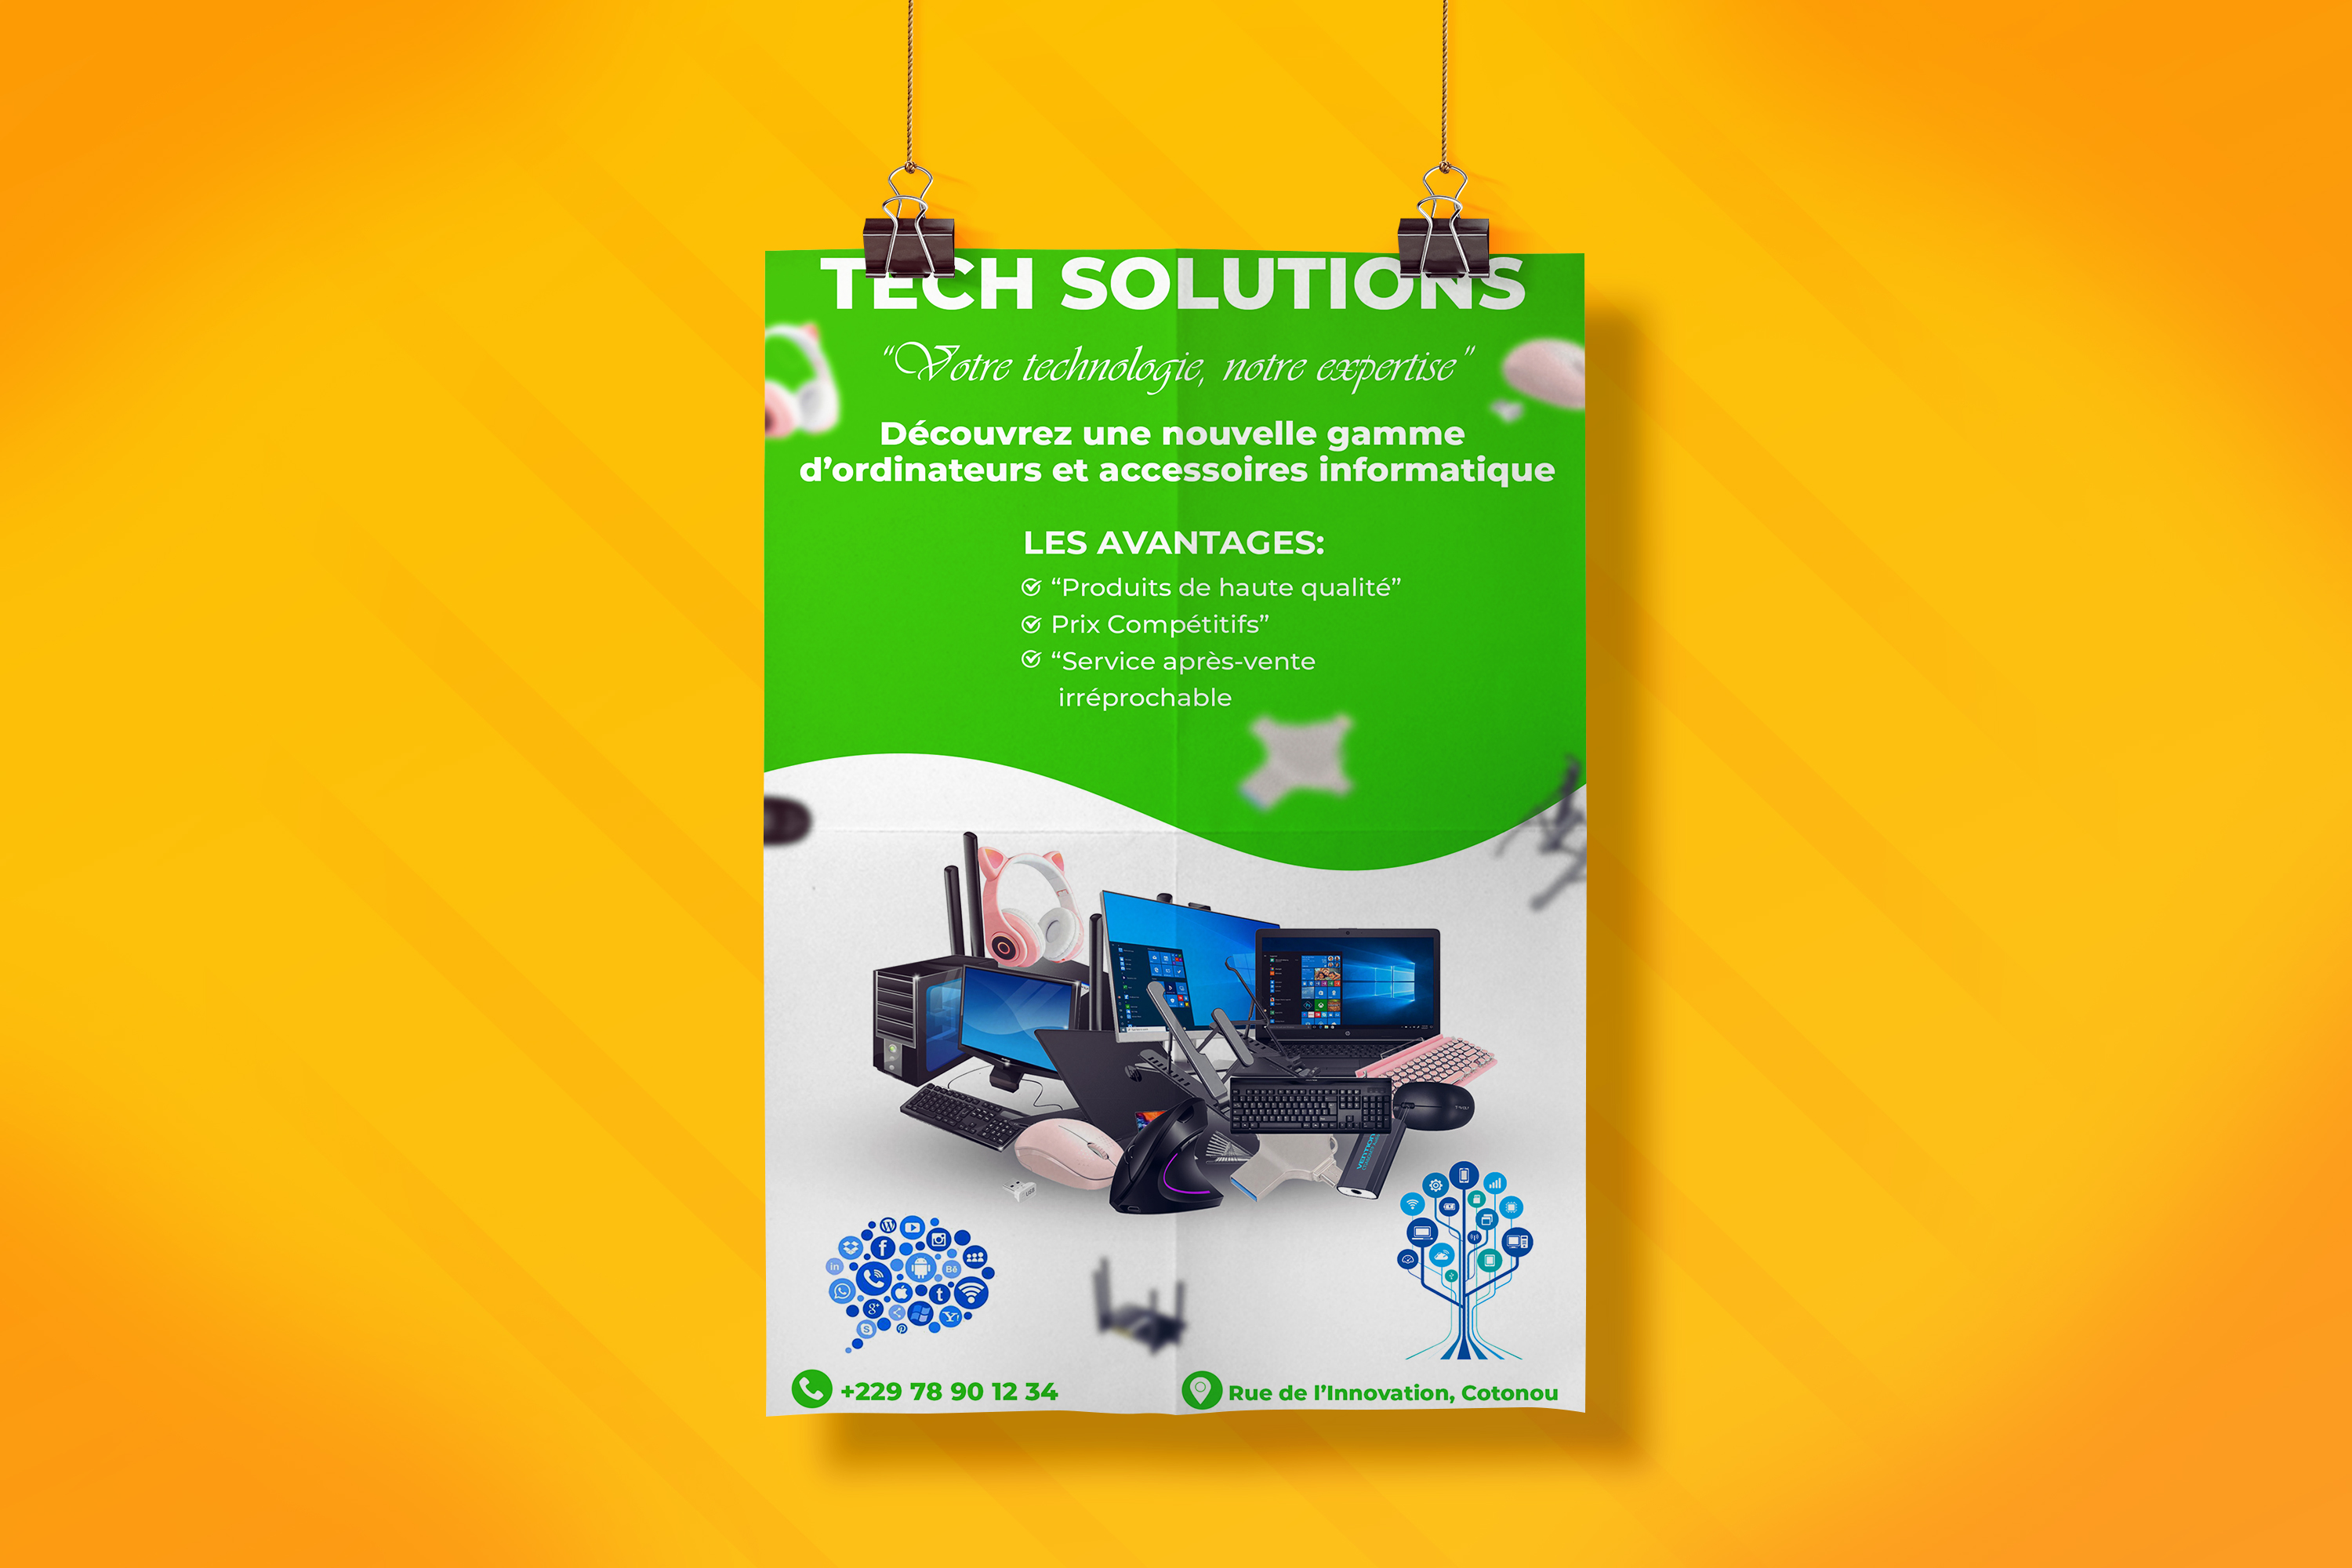 TECH SOLUTIONS
“Votre technologie, notre expertise”
Découvrez une nouvelle gamme
d’ordinateurs et accessoires informatique
LES AVANTAGES:
“Produits de haute qualité”
Prix Compétitifs”
“Service après-vente
irréprochable
VENTION
+229 78 90 12 34
Rue de l’Innovation, Cotonou